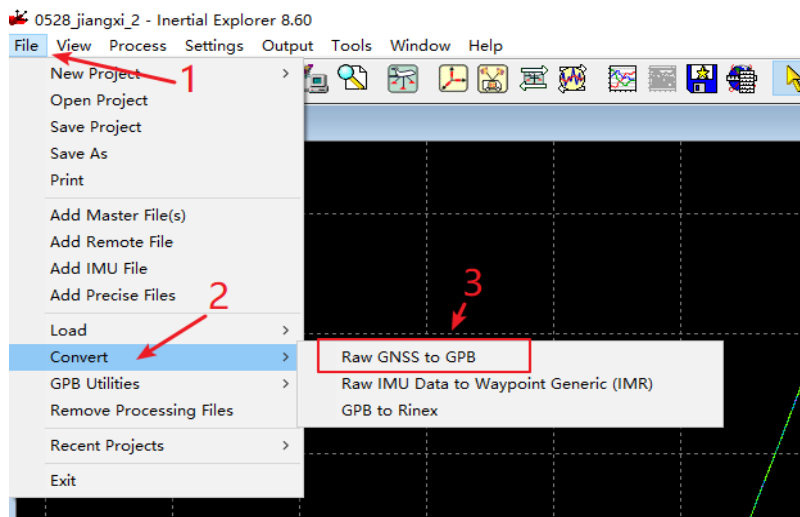 0528_jiangxi_2 - Inertial Explorer 8.60
File View Process Settings Output Tools Window Help
New Project
1
Open Project
Save Project
Save As
Print
Add Master File(s)
Add Remote File
Add IMU File
Add Precise Files
2
3
Load
Convert
Raw GNSS to GPB
GPB Utilities
Raw IMU Data to Waypoint Generic (IMR)
Remove Processing Files
GPB to Rinex
Recent Projects
Exit